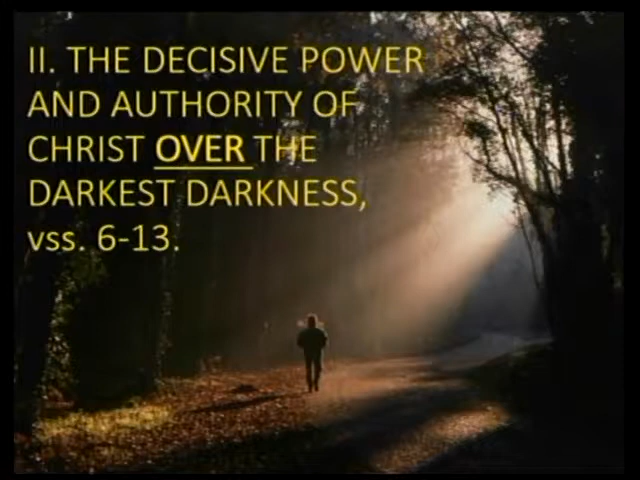 II. THE DECISIVE POWER
AND AUTHORITY OF
CHRIST OVER THE
DARKEST DARKNESS,
vss. 6-13.